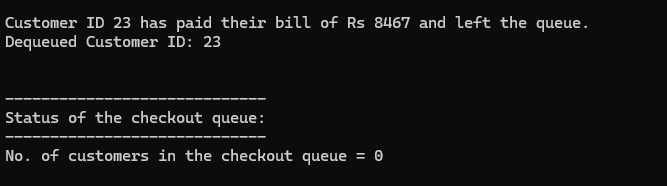 Customer ID 23 has paid their bill of Rs 8467 and left the queue.
Dequeued Customer ID: 23
-----------------------------
Status of the checkout queue:
-----------------------------
No. of customers in the checkout queue = 0